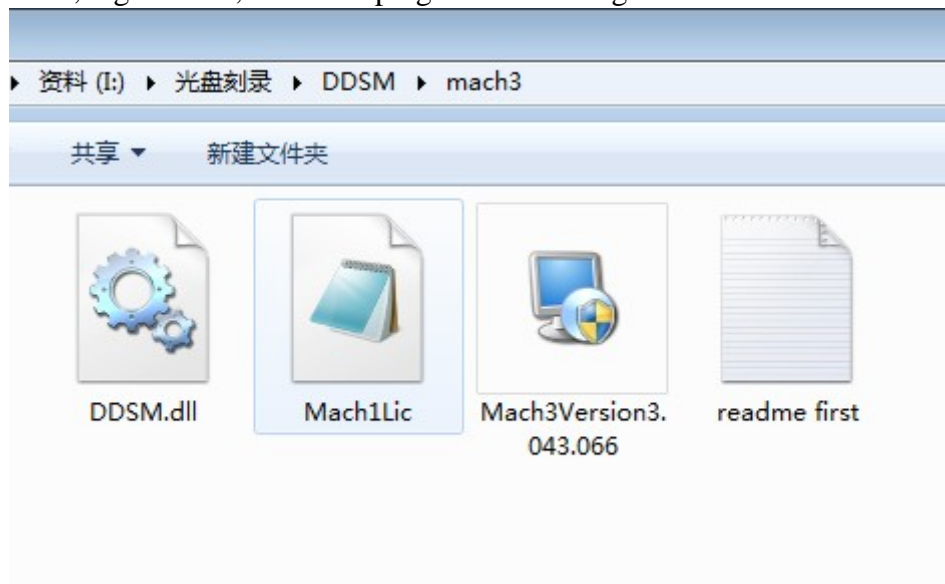 资料 (I:) ▸ 光盘刻录 ▸ DDSM ▸ mach3
共享 新建文件夹
DDSM.dll
Mach1Lic
Mach3Version3.
043.066
readme first